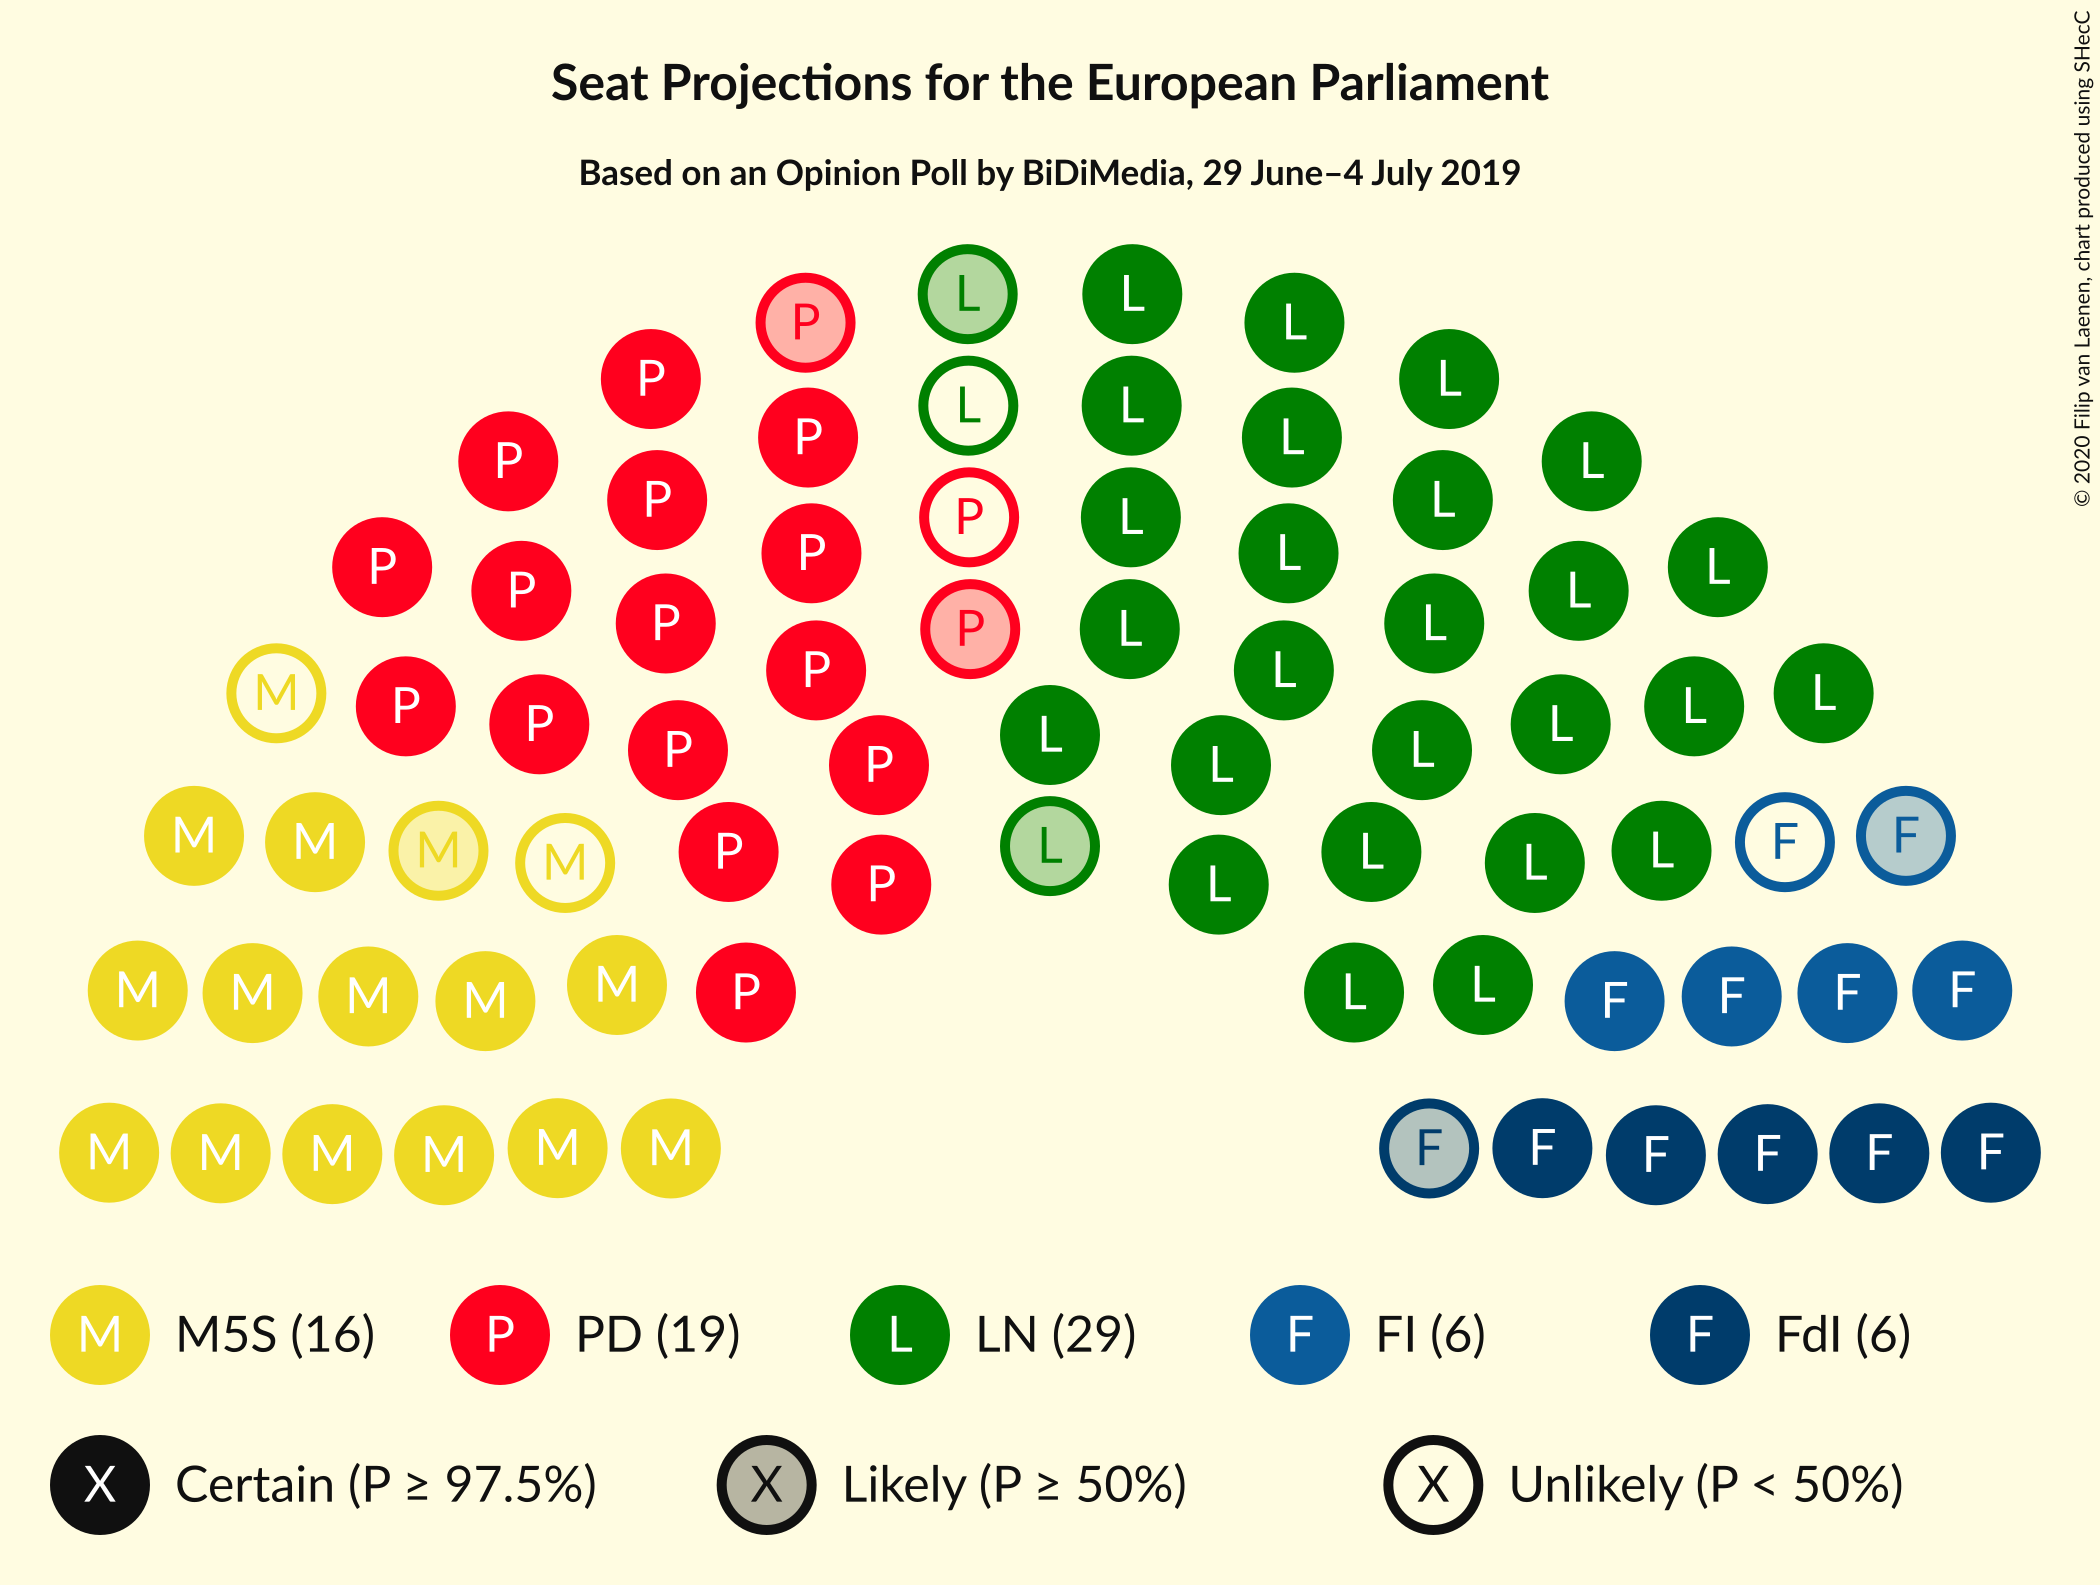 Seat Projections for the European Parliament
Based on an Opinion Poll by BiDiMedia, 29 June–4 July 2019
© 2020 Filip van Laenen, chart produced using SHecC
L L
P L
P P
L L
P L
P L
P L
P P L L
P L
P P L L
P L
P L
M P P L L L
P P L L
P L L
M M M M P L L L L F F
P L
M M M M M P L L F F F F
M M M M M M F F F F F F
M M5S (16) P PD (19) L LN (29) F FI (6) F FdI (6)
X Certain (P ≥ 97.5%) X Likely (P ≥ 50%) X Unlikely (P < 50%)